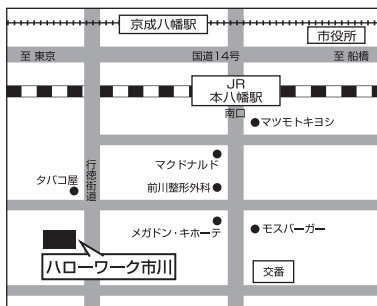 京成八幡駅
市役所
至 東京
国道14号
至 船橋
JR
本八幡駅
南口
マツモトキヨシ
マクドナルド
行徳街道
タバコ屋
前川整形外科
メガドン・キホーテ
モスバーガー
ハローワーク市川
交番